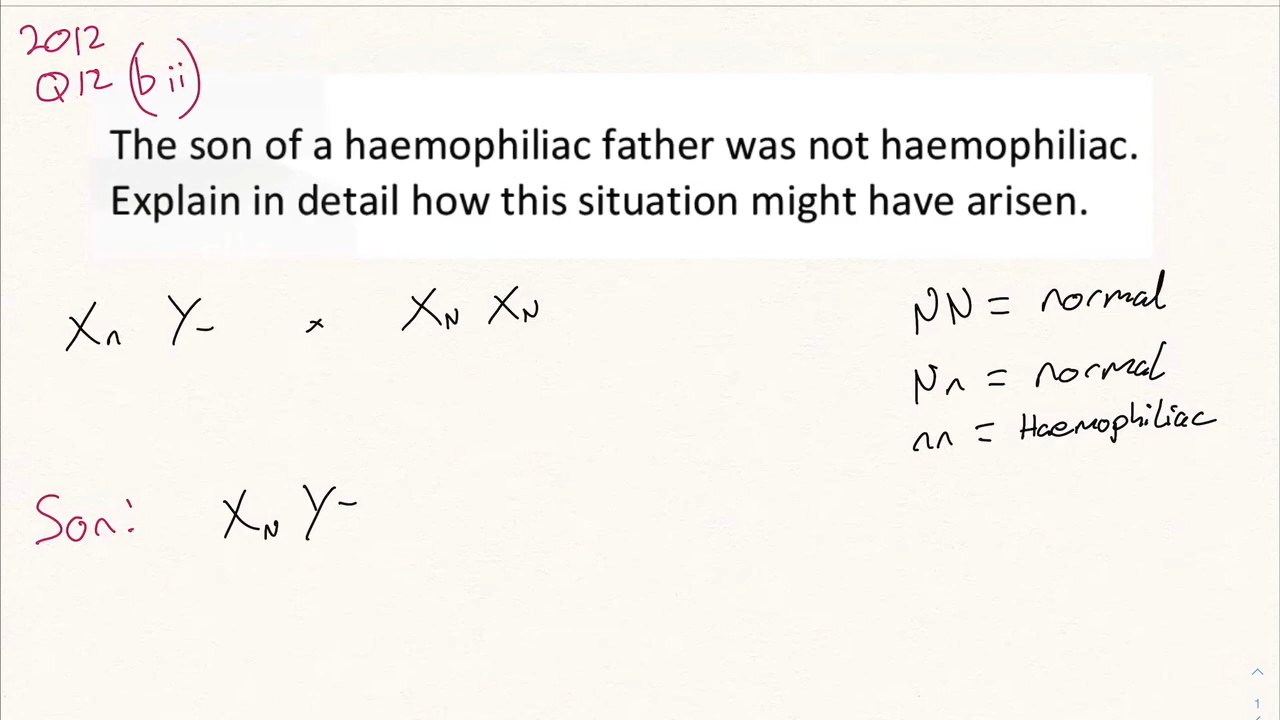 2012
Q12 (b ii)
The son of a haemophiliac father was not haemophiliac.
Explain in detail how this situation might have arisen.
Xn Y- × XN XN
NN = normal
Nn = normal
nn = Haemophiliac
Son: XN Y-
1